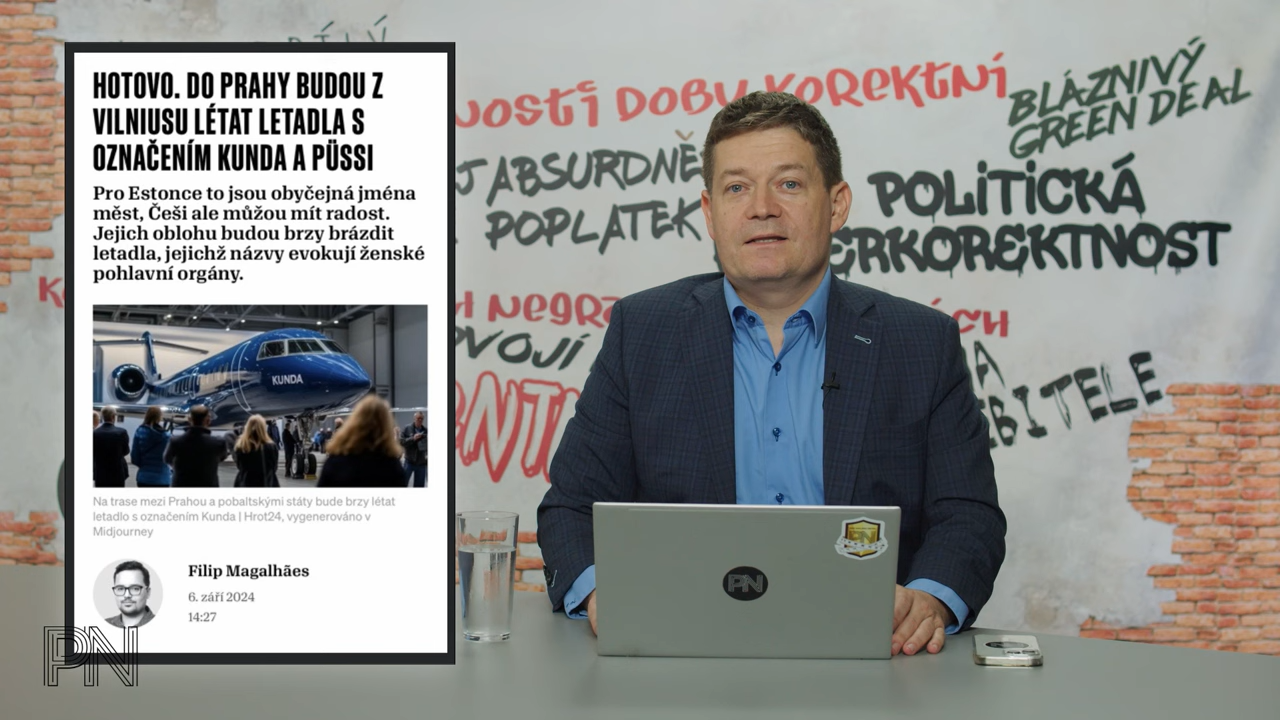 HOTOVO. DO PRAHY BUDOU Z
VILNIUSU LÉTAT LETADLA S
OZNAČENÍM KUNDA A PÜSSI
Pro Estonce to jsou obyčejná jména
měst, Češi ale můžou mít radost.
Jejich oblohu budou brzy brázdit
letadla, jejichž názvy evokují ženské
pohlavní orgány.
KUNDA
Na trase mezi Prahou a pobaltskými státy bude brzy létat
letadlo s označením Kunda | Hrot24, vygenerováno v
Midjourney
Filip Magalhães
6. září 2024
14:27
PN
DOBY KOREKTNÍ
BLÁZNIVÝ
GREEN DEAL
ABSURDNĚ
POPLATEK
POLITICKÁ
ERKOREKTNOST
PN
PN